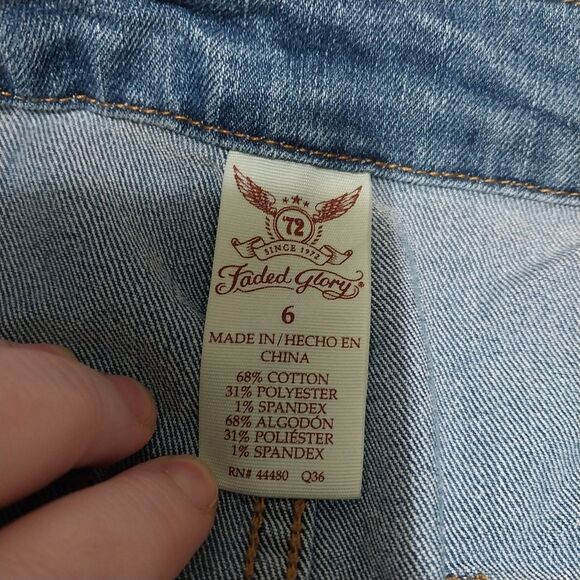 '72
SINCE 1972
Faded Glory®
6
MADE IN/HECHO EN
CHINA
68% COTTON
31% POLYESTER
1% SPANDEX
68% ALGODÓN
31% POLIÉSTER
1% SPANDEX
RN# 44480 Q36